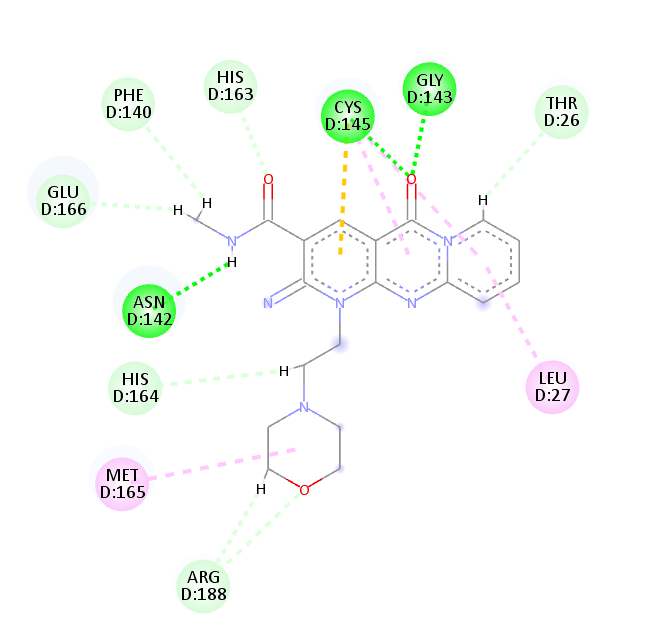 HIS
D:163
GLY
D:143
PHE
D:140
CYS
D:145
THR
D:26
GLU
D:166
O
O
H
H
H
N
H
N
ASN
D:142
N
N
N
HIS
D:164
H
LEU
D:27
N
MET
D:165
H
O
ARG
D:188